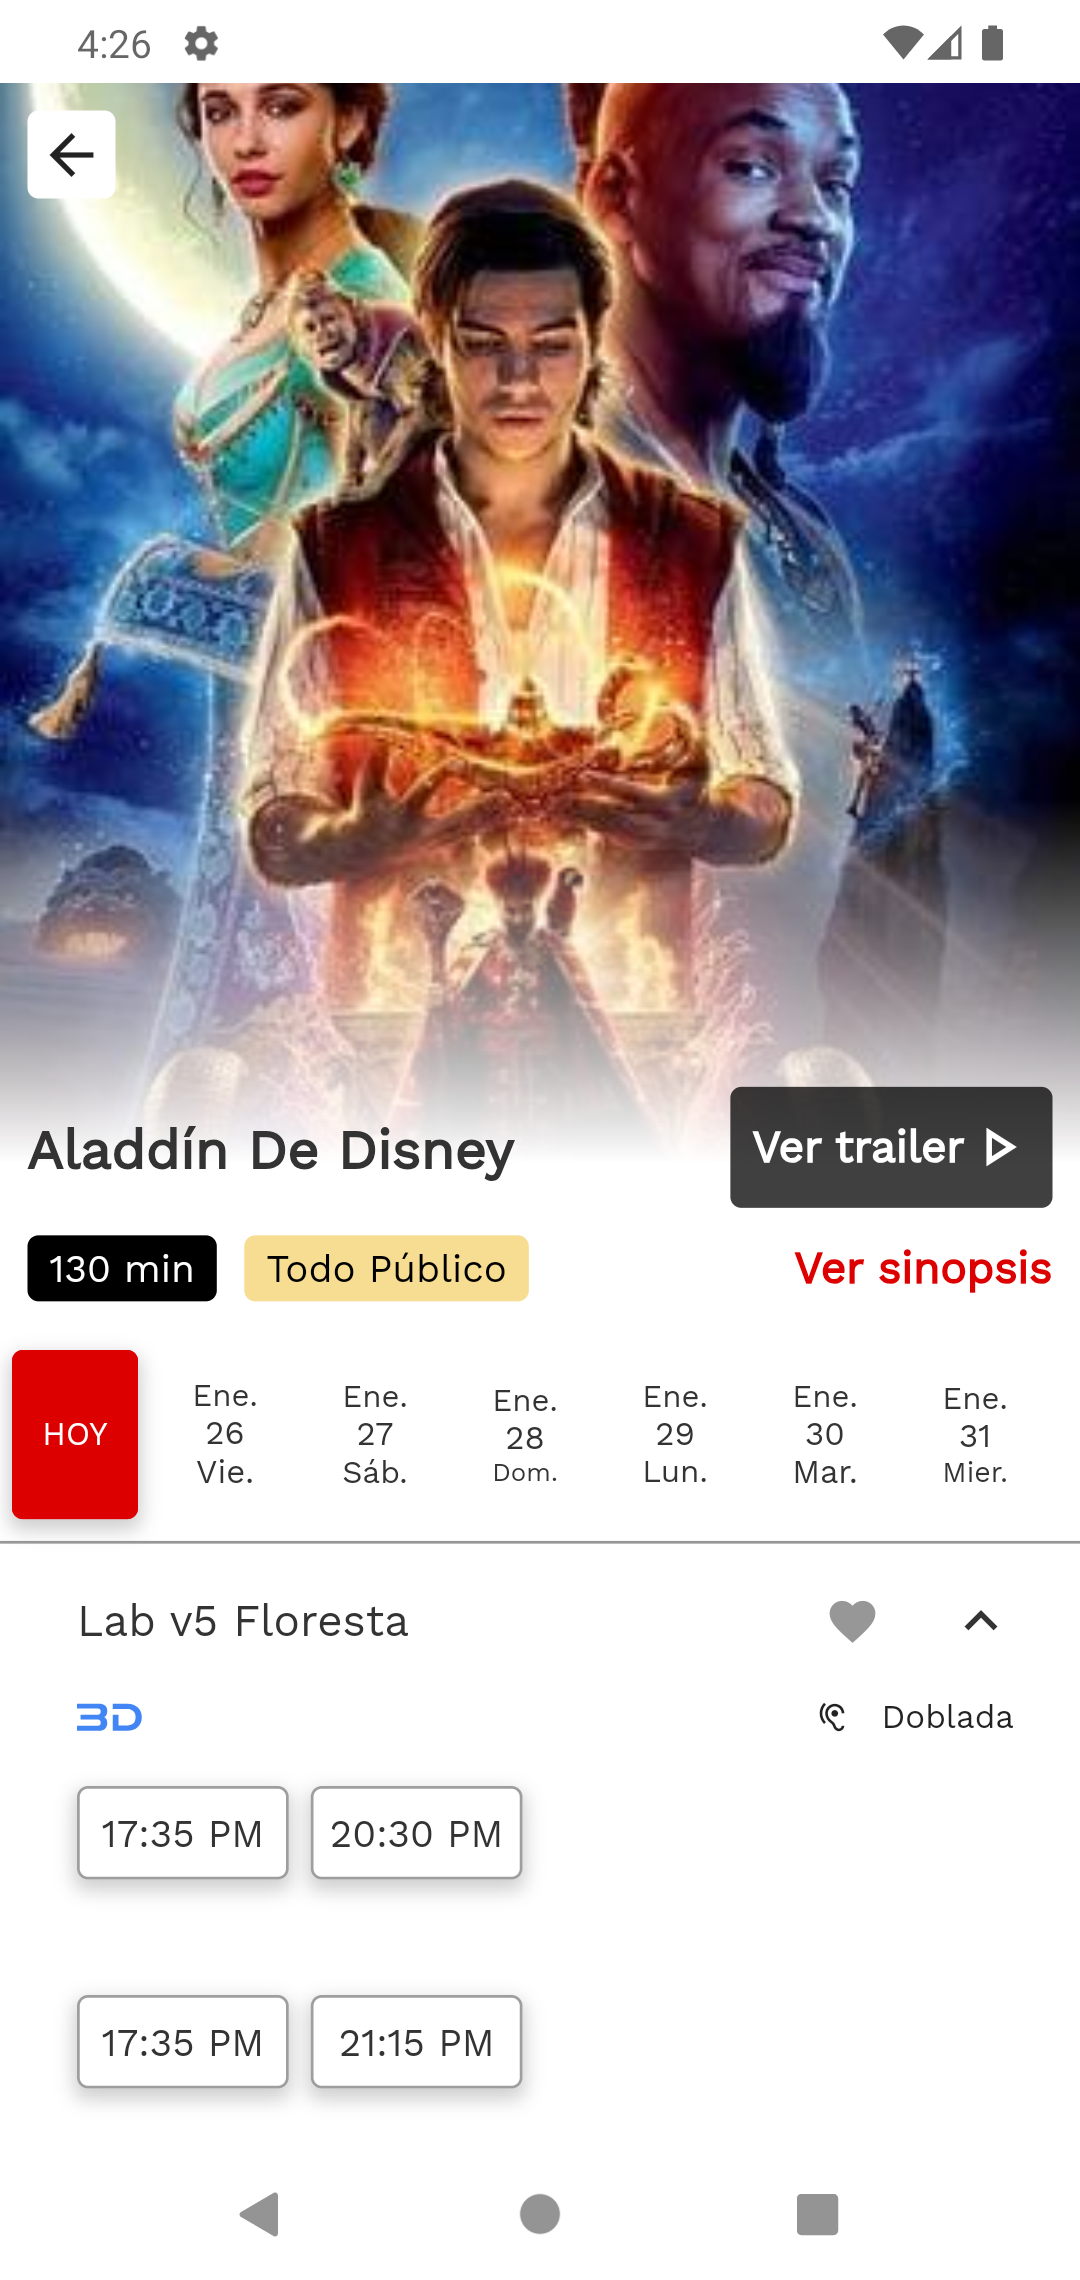 4:26
Aladdín De Disney
Ver trailer
130 min
Todo Público
Ver sinopsis
HOY
Ene.
26
Vie.
Ene.
27
Sáb.
Ene.
28
Dom.
Ene.
29
Lun.
Ene.
30
Mar.
Ene.
31
Mier.
Lab v5 Floresta
3D
Doblada
17:35 PM
20:30 PM
17:35 PM
21:15 PM